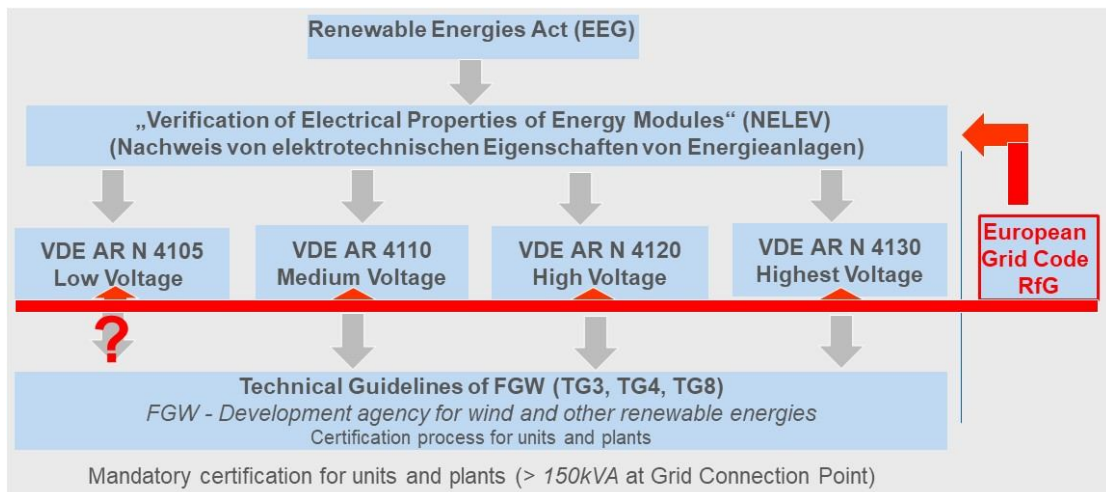 Renewable Energies Act (EEG)
„Verification of Electrical Properties of Energy Modules“ (NELEV)
(Nachweis von elektrotechnischen Eigenschaften von Energieanlagen)
VDE AR N 4105
Low Voltage
VDE AR 4110
Medium Voltage
VDE AR N 4120
High Voltage
VDE AR N 4130
Highest Voltage
European
Grid Code
RfG
?
Technical Guidelines of FGW (TG3, TG4, TG8)
FGW - Development agency for wind and other renewable energies
Certification process for units and plants
Mandatory certification for units and plants (> 150kVA at Grid Connection Point)